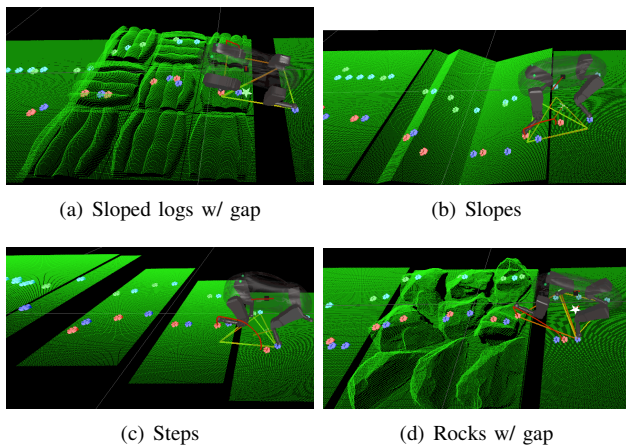 (a) Sloped logs w/ gap
(b) Slopes
(c) Steps
(d) Rocks w/ gap